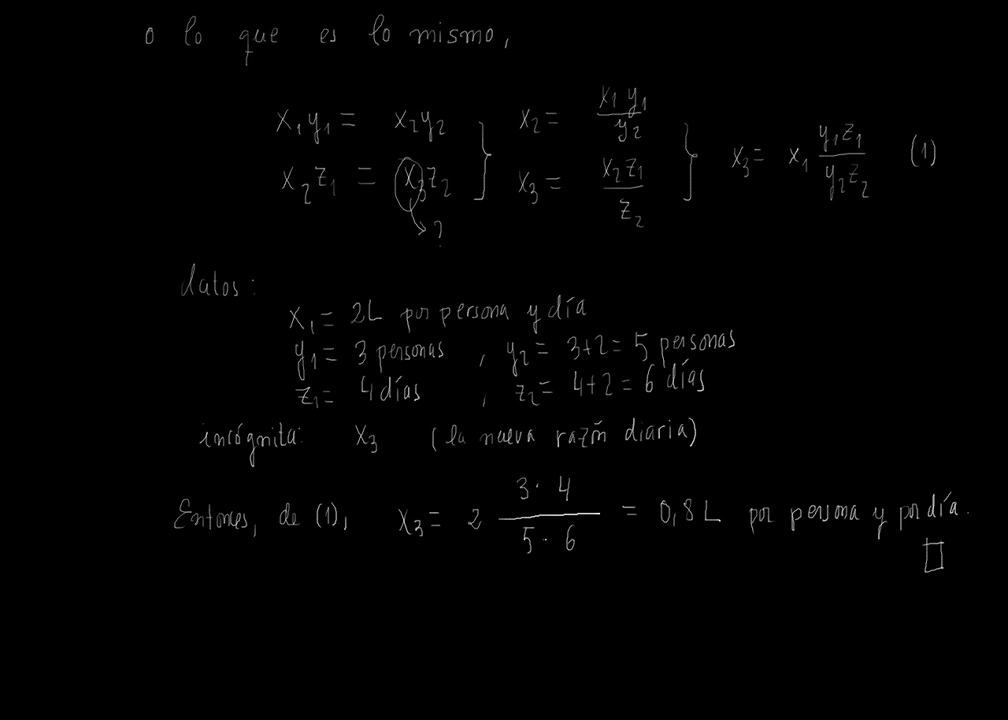 o lo que es lo mismo,
x₁y₁ = x₂y₂ } x₂ = x₁y₁/y₂ } x₃ = x₁ y₁z₁/y₂z₂ (1)
x₂z₁ = x₃z₂ } x₃ = x₂z₁/z₂ }
?
datos:
x₁ = 2L por persona y día
y₁ = 3 personas , y₂ = 3+2 = 5 personas
z₁ = 4 días , z₂ = 4+2 = 6 días
incógnita: x₃ (la nueva razón diaria)
Entonces, de (1), x₃ = 2 3·4/5·6 = 0,8 L por persona y por día.
□